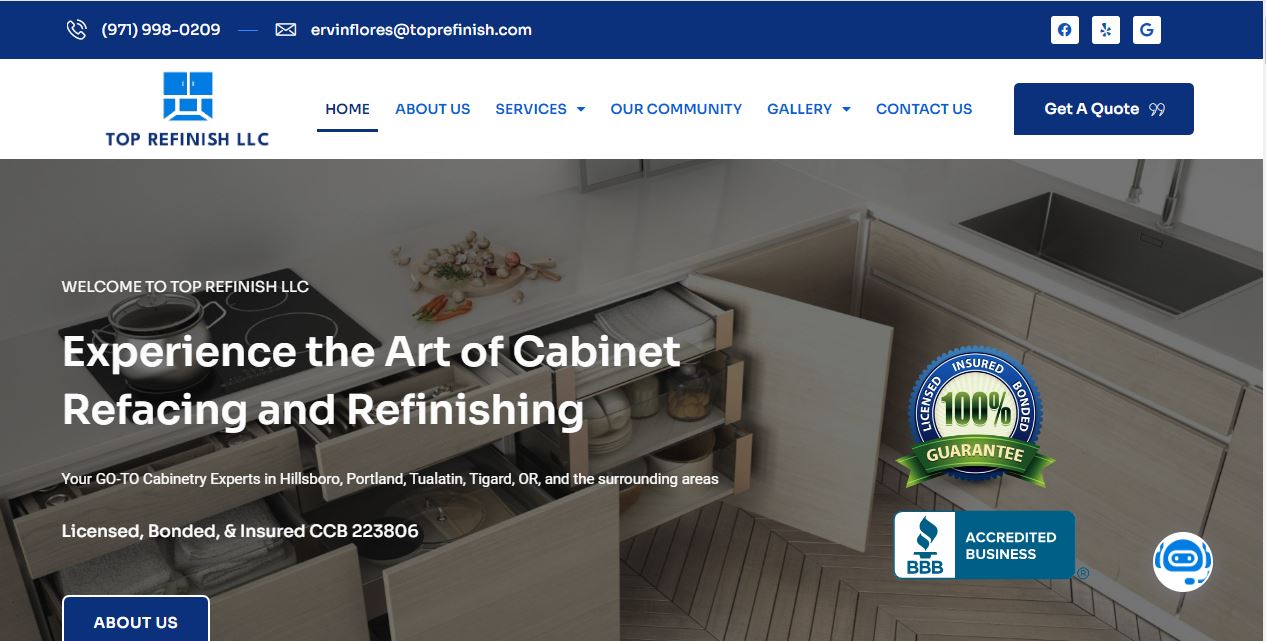 (971) 998-0209
ervinflores@toprefinish.com
TOP REFINISH LLC
HOME
ABOUT US
SERVICES
OUR COMMUNITY
GALLERY
CONTACT US
Get A Quote
WELCOME TO TOP REFINISH LLC
Experience the Art of Cabinet
Refacing and Refinishing
Your GO-TO Cabinetry Experts in Hillsboro, Portland, Tualatin, Tigard, OR, and the surrounding areas
Licensed, Bonded, & Insured CCB 223806
ABOUT US
LICENSED INSURED BONDED
100%
GUARANTEE
BBB
ACCREDITED
BUSINESS
®